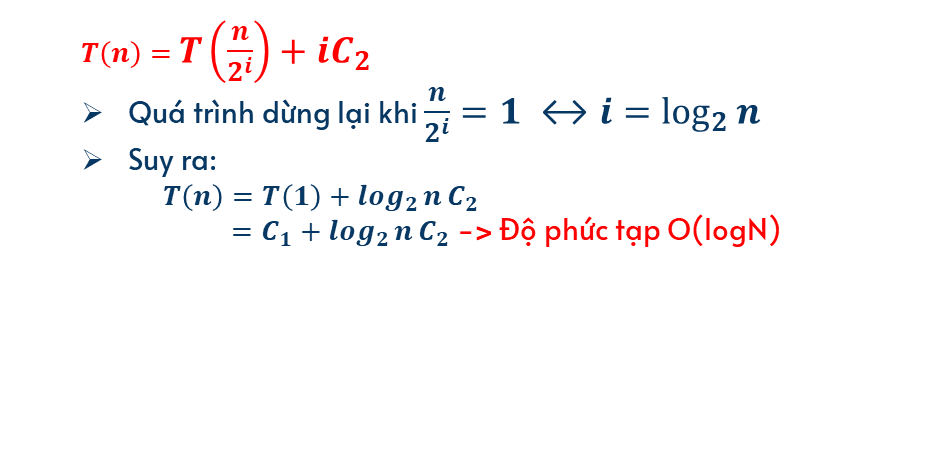 T(n) = T(n/2^i) + iC₂
➢ Quá trình dừng lại khi n/2^i = 1 ↔ i = log₂ n
➢ Suy ra:
T(n) = T(1) + log₂ n C₂
= C₁ + log₂ n C₂ –> Độ phức tạp O(logN)